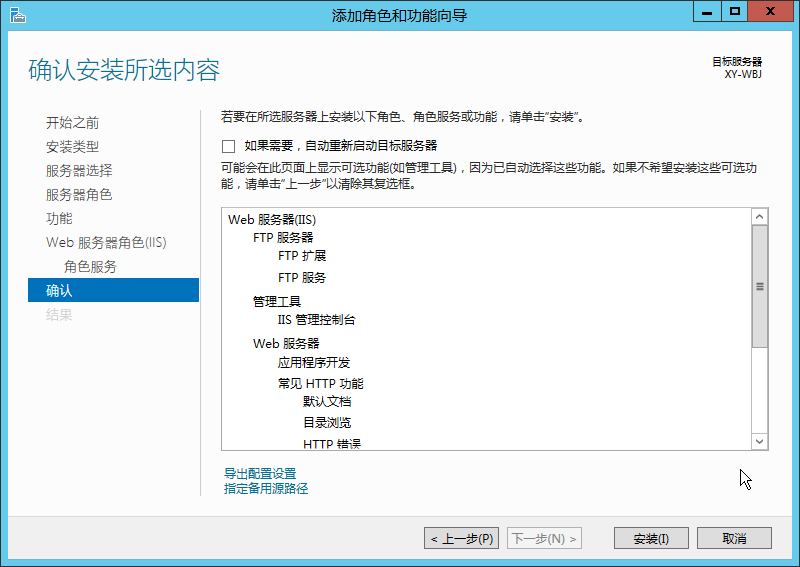 添加角色和功能向导
确认安装所选内容
目标服务器
XY-WBJ
开始之前
安装类型
服务器选择
服务器角色
功能
Web 服务器角色(IIS)
角色服务
确认
结果
若要在所选服务器上安装以下角色、角色服务或功能，请单击"安装"。
如果需要，自动重新启动目标服务器
可能会在此页面上显示可选功能(如管理工具)，因为已自动选择这些功能。如果不希望安装这些可选功
能，请单击"上一步"以清除其复选框。
Web 服务器(IIS)
FTP 服务器
FTP 扩展
FTP 服务
管理工具
IIS 管理控制台
Web 服务器
应用程序开发
常见 HTTP 功能
默认文档
目录浏览
HTTP 错误
导出配置设置
指定备用源路径
< 上一步(P)
下一步(N) >
安装(I)
取消